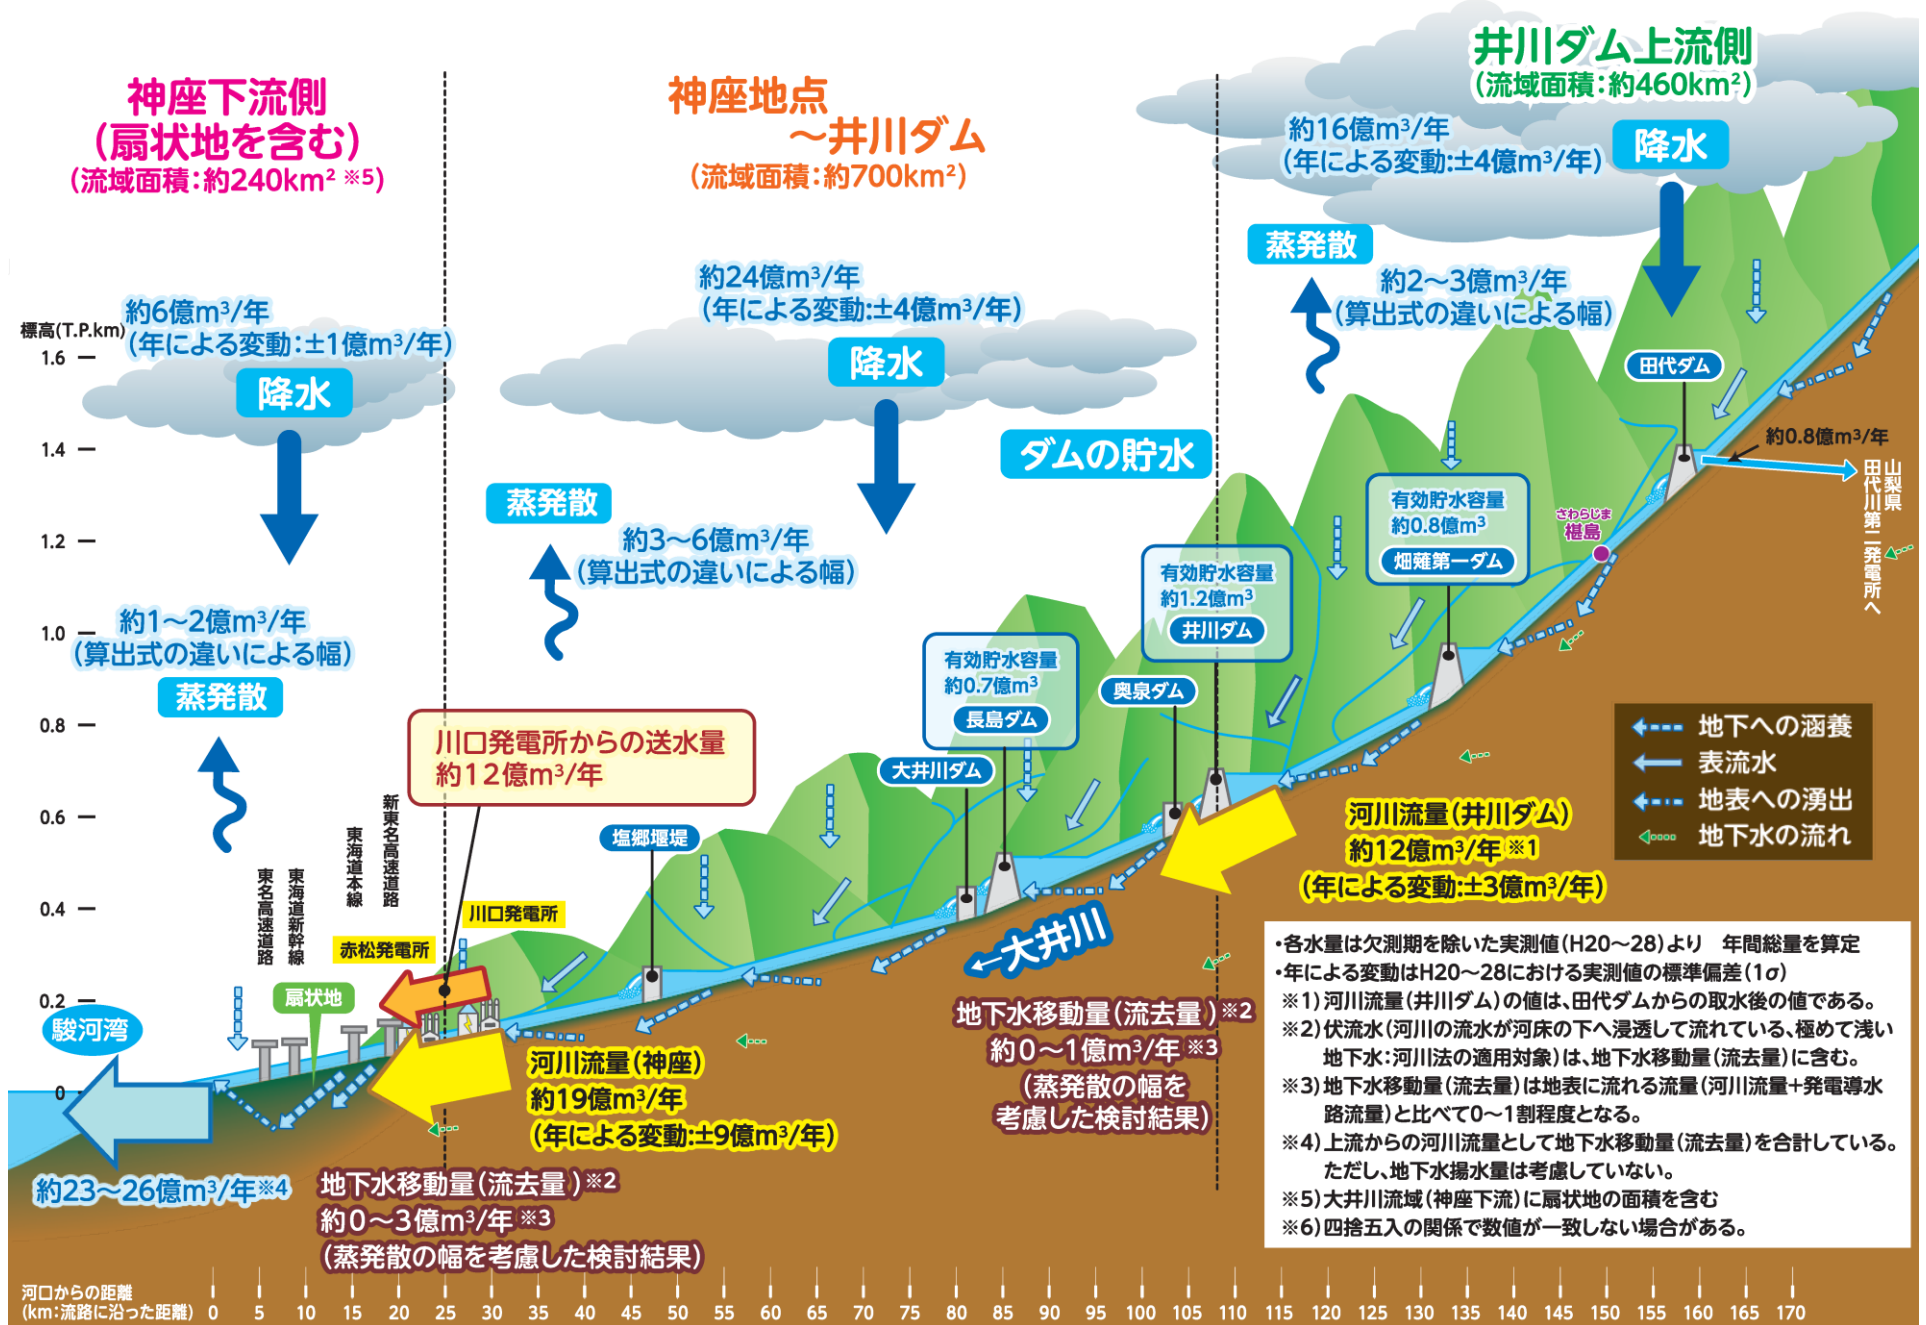 井川ダム上流側
(流域面積:約460km²)
約16億m³/年
(年による変動:±4億m³/年)
降水
蒸発散
約2～3億m³/年
(算出式の違いによる幅)
神座地点
～井川ダム
(流域面積:約700km²)
約24億m³/年
(年による変動:±4億m³/年)
降水
蒸発散
約3～6億m³/年
(算出式の違いによる幅)
神座下流側
(扇状地を含む)
(流域面積:約240km² ※5)
約6億m³/年
(年による変動:±1億m³/年)
降水
約1～2億m³/年
(算出式の違いによる幅)
蒸発散
標高(T.P.km)
1.6
1.4
1.2
1.0
0.8
0.6
0.4
0.2
0
ダムの貯水
田代ダム
約0.8億m³/年
山梨県
田代川第二発電所へ
さわらじま
椹島
有効貯水容量
約0.8億m³
畑薙第一ダム
有効貯水容量
約1.2億m³
井川ダム
奥泉ダム
有効貯水容量
約0.7億m³
長島ダム
大井川ダム
塩郷堰堤
川口発電所からの送水量
約12億m³/年
川口発電所
赤松発電所
新東名高速道路
東海道本線
東海道新幹線
東名高速道路
扇状地
駿河湾
約23～26億m³/年※4
←大井川
河川流量(井川ダム)
約12億m³/年 ※1
(年による変動:±3億m³/年)
河川流量(神座)
約19億m³/年
(年による変動:±9億m³/年)
地下水移動量(流去量)※2
約0～1億m³/年 ※3
(蒸発散の幅を
考慮した検討結果)
地下水移動量(流去量)※2
約0～3億m³/年 ※3
(蒸発散の幅を考慮した検討結果)
地下への涵養
表流水
地表への湧出
地下水の流れ
・各水量は欠測期を除いた実測値(H20～28)より 年間総量を算定
・年による変動はH20～28における実測値の標準偏差(1σ)
※1)河川流量(井川ダム)の値は、田代ダムからの取水後の値である。
※2)伏流水(河川の流水が河床の下へ浸透して流れている、極めて浅い
地下水:河川法の適用対象)は、地下水移動量(流去量)に含む。
※3)地下水移動量(流去量)は地表に流れる流量(河川流量+発電導水
路流量)と比べて0～1割程度となる。
※4)上流からの河川流量として地下水移動量(流去量)を合計している。
ただし、地下水揚水量は考慮していない。
※5)大井川流域(神座下流)に扇状地の面積を含む
※6)四捨五入の関係で数値が一致しない場合がある。
河口からの距離
(km:流路に沿った距離) 0 5 10 15 20 25 30 35 40 45 50 55 60 65 70 75 80 85 90 95 100 105 110 115 120 125 130 135 140 145 150 155 160 165 170